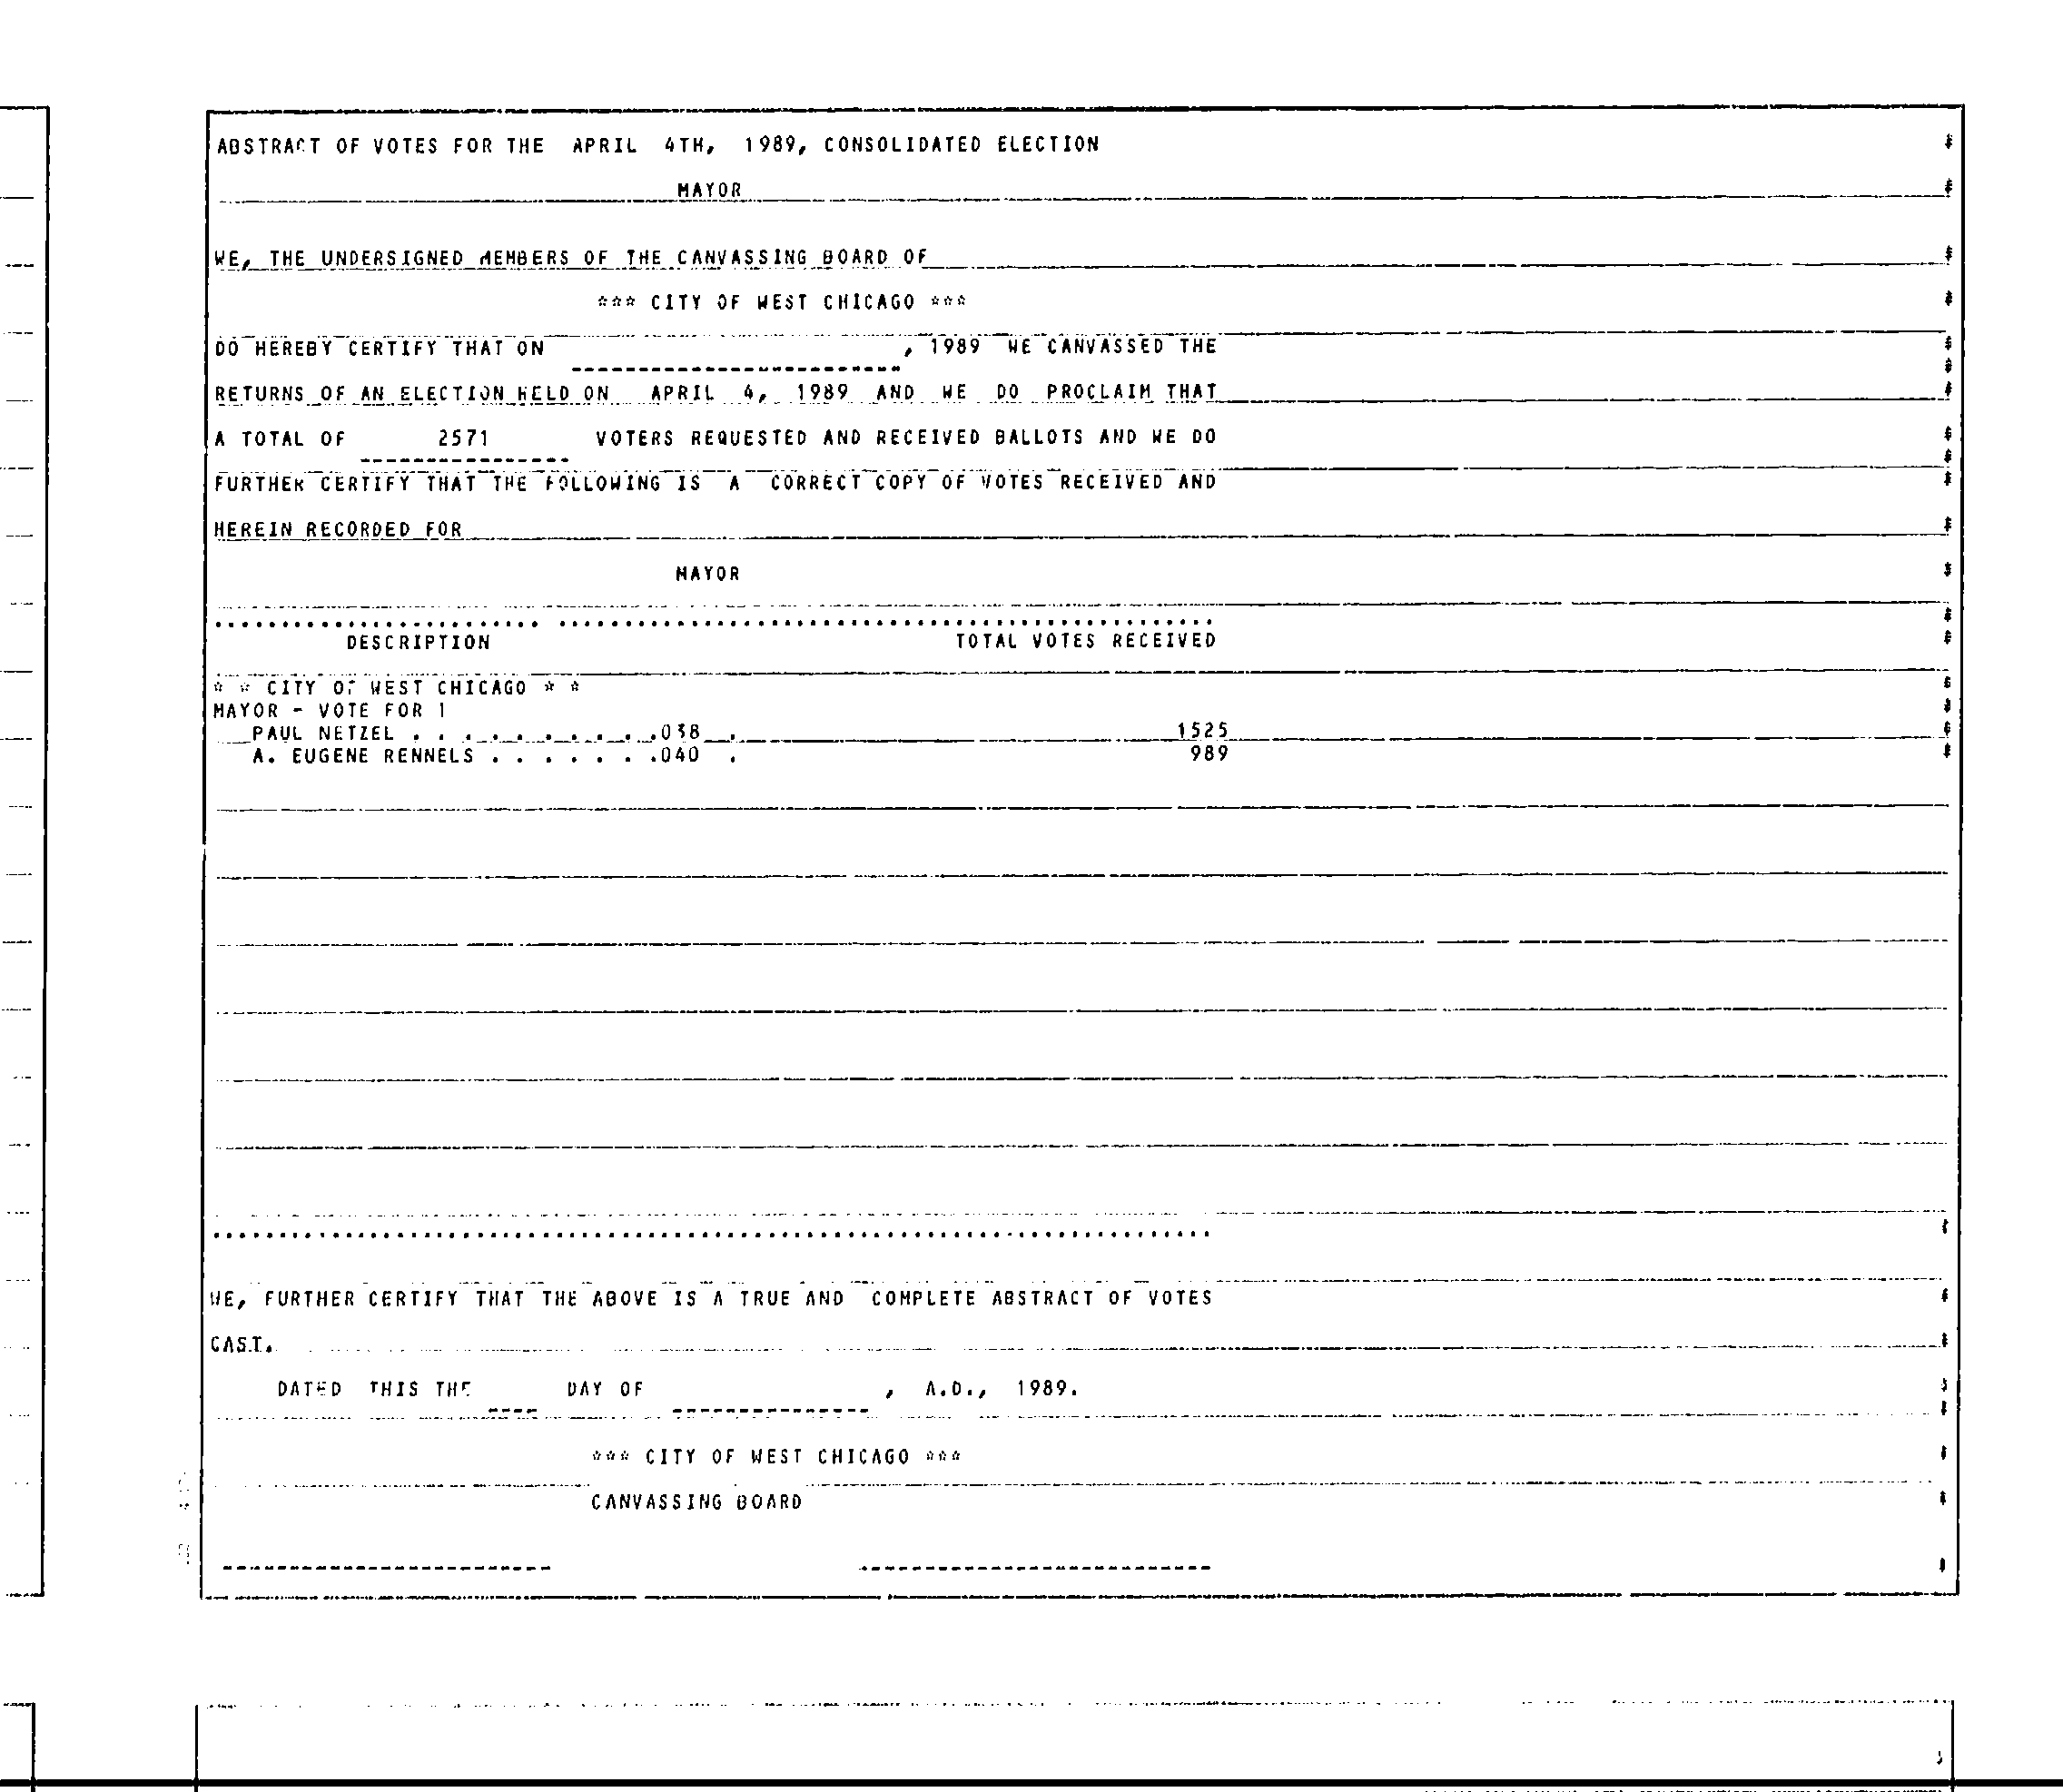 ABSTRACT OF VOTES FOR THE APRIL 4TH, 1989, CONSOLIDATED ELECTION
MAYOR
WE, THE UNDERSIGNED MEMBERS OF THE CANVASSING BOARD OF
*** CITY OF WEST CHICAGO ***
DO HEREBY CERTIFY THAT ON , 1989 WE CANVASSED THE
RETURNS OF AN ELECTION HELD ON APRIL 4, 1989 AND WE DO PROCLAIM THAT
A TOTAL OF 2571 VOTERS REQUESTED AND RECEIVED BALLOTS AND WE DO
FURTHER CERTIFY THAT THE FOLLOWING IS A CORRECT COPY OF VOTES RECEIVED AND
HEREIN RECORDED FOR
MAYOR
DESCRIPTION TOTAL VOTES RECEIVED
* * CITY OF WEST CHICAGO * *
MAYOR - VOTE FOR 1
PAUL NETZEL . . . . . . . . . .038 . 1525
A. EUGENE RENNELS . . . . . . .040 . 989
WE, FURTHER CERTIFY THAT THE ABOVE IS A TRUE AND COMPLETE ABSTRACT OF VOTES
CAST.
DATED THIS THE DAY OF , A.D., 1989.
*** CITY OF WEST CHICAGO ***
CANVASSING BOARD